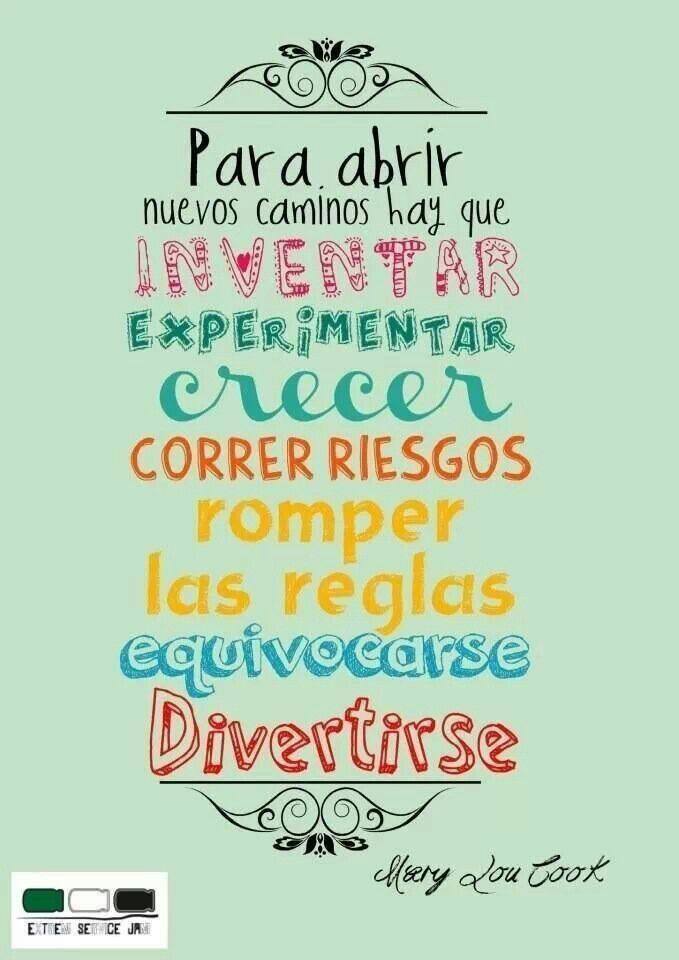 Para abrir
nuevos caminos hay que
INVENTAR
EXPERIMENTAR
crecer
CORRER RIESGOS
romper
las reglas
equivocarse
Divertirse
Mary Lou Cook
EXTREM SERVICE JAM